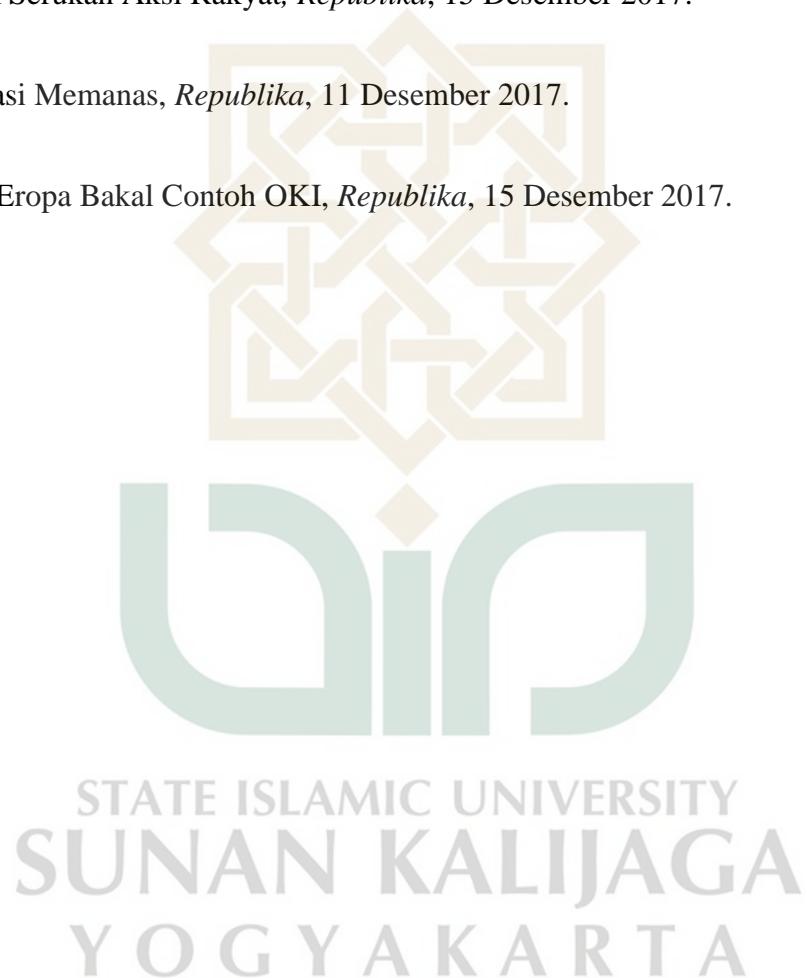 Serukan Aksi Rakyat, Republika, 15 Desember 2017.
Memanas, Republika, 11 Desember 2017.
Eropa Bakal Contoh OKI, Republika, 15 Desember 2017.
STATE ISLAMIC UNIVERSITY
SUNAN KALIJAGA
YOGYAKARTA